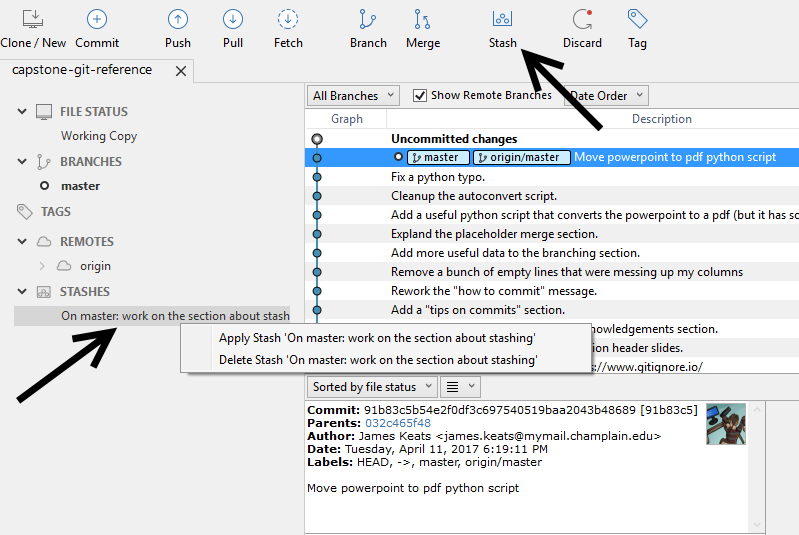 Clone / New Commit Push Pull Fetch Branch Merge Stash Discard Tag
capstone-git-reference
FILE STATUS
Working Copy
BRANCHES
master
TAGS
REMOTES
origin
STASHES
On master: work on the section about stash
Apply Stash 'On master: work on the section about stashing'
Delete Stash 'On master: work on the section about stashing'
All Branches Show Remote Branches Date Order
Graph Description
Uncommitted changes
master origin/master Move powerpoint to pdf python script
Fix a python typo.
Cleanup the autoconvert script.
Add a useful python script that converts the powerpoint to a pdf (but it has so
Expland the placeholder merge section.
Add more useful data to the branching section.
Remove a bunch of empty lines that were messing up my columns
Rework the "how to commit" message.
Add a "tips on commits" section.
nowledgements section.
ion header slides.
s://www.gitignore.io/
Sorted by file status
Commit: 91b83c5b54e2f0df3c697540519baa2043b48689 [91b83c5]
Parents: 032c465f48
Author: James Keats <james.keats@mymail.champlain.edu>
Date: Tuesday, April 11, 2017 6:19:11 PM
Labels: HEAD, ->, master, origin/master
Move powerpoint to pdf python script